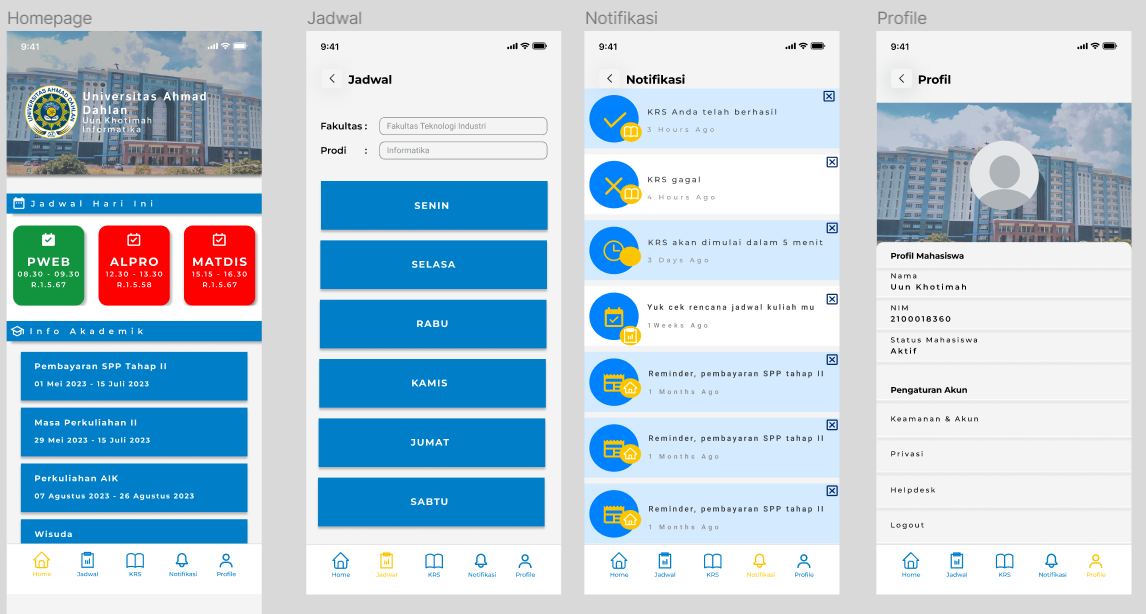 Homepage
9:41
UNIVERSITAS AHMAD DAHLAN
Universitas Ahmad
Dahlan
Uun Khotimah
Informatika
Jadwal Hari Ini
PWEB
08.30 - 09.30
R.1.5.67
ALPRO
12.30 - 13.30
R.1.5.58
MATDIS
15.15 - 16.30
R.1.5.67
Info Akademik
Pembayaran SPP Tahap II
01 Mei 2023 - 15 Juli 2023
Masa Perkuliahan II
29 Mei 2023 - 15 Juli 2023
Perkuliahan AIK
07 Agustus 2023 - 26 Agustus 2023
Wisuda
Home
Jadwal
KRS
Notifikasi
Profile
Jadwal
9:41
Jadwal
Fakultas : Fakultas Teknologi Industri
Prodi : Informatika
SENIN
SELASA
RABU
KAMIS
JUMAT
SABTU
Home
Jadwal
KRS
Notifikasi
Profile
Notifikasi
9:41
Notifikasi
KRS Anda telah berhasil
3 Hours Ago
KRS gagal
4 Hours Ago
KRS akan dimulai dalam 5 menit
3 Days Ago
Yuk cek rencana jadwal kuliah mu
1 Weeks Ago
Reminder, pembayaran SPP tahap II
1 Months Ago
Reminder, pembayaran SPP tahap II
1 Months Ago
Reminder, pembayaran SPP tahap II
1 Months Ago
Home
Jadwal
KRS
Notifikasi
Profile
Profile
9:41
Profil
Profil Mahasiswa
Nama
Uun Khotimah
NIM
2100018360
Status Mahasiswa
Aktif
Pengaturan Akun
Keamanan & Akun
Privasi
Helpdesk
Logout
Home
Jadwal
KRS
Notifikasi
Profile